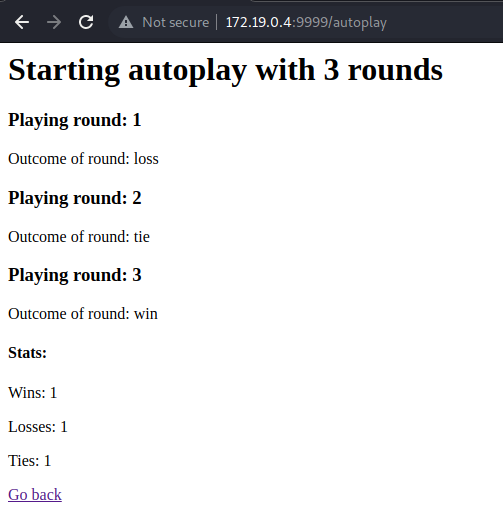 Not secure | 172.19.0.4:9999/autoplay
Starting autoplay with 3 rounds
Playing round: 1
Outcome of round: loss
Playing round: 2
Outcome of round: tie
Playing round: 3
Outcome of round: win
Stats:
Wins: 1
Losses: 1
Ties: 1
Go back